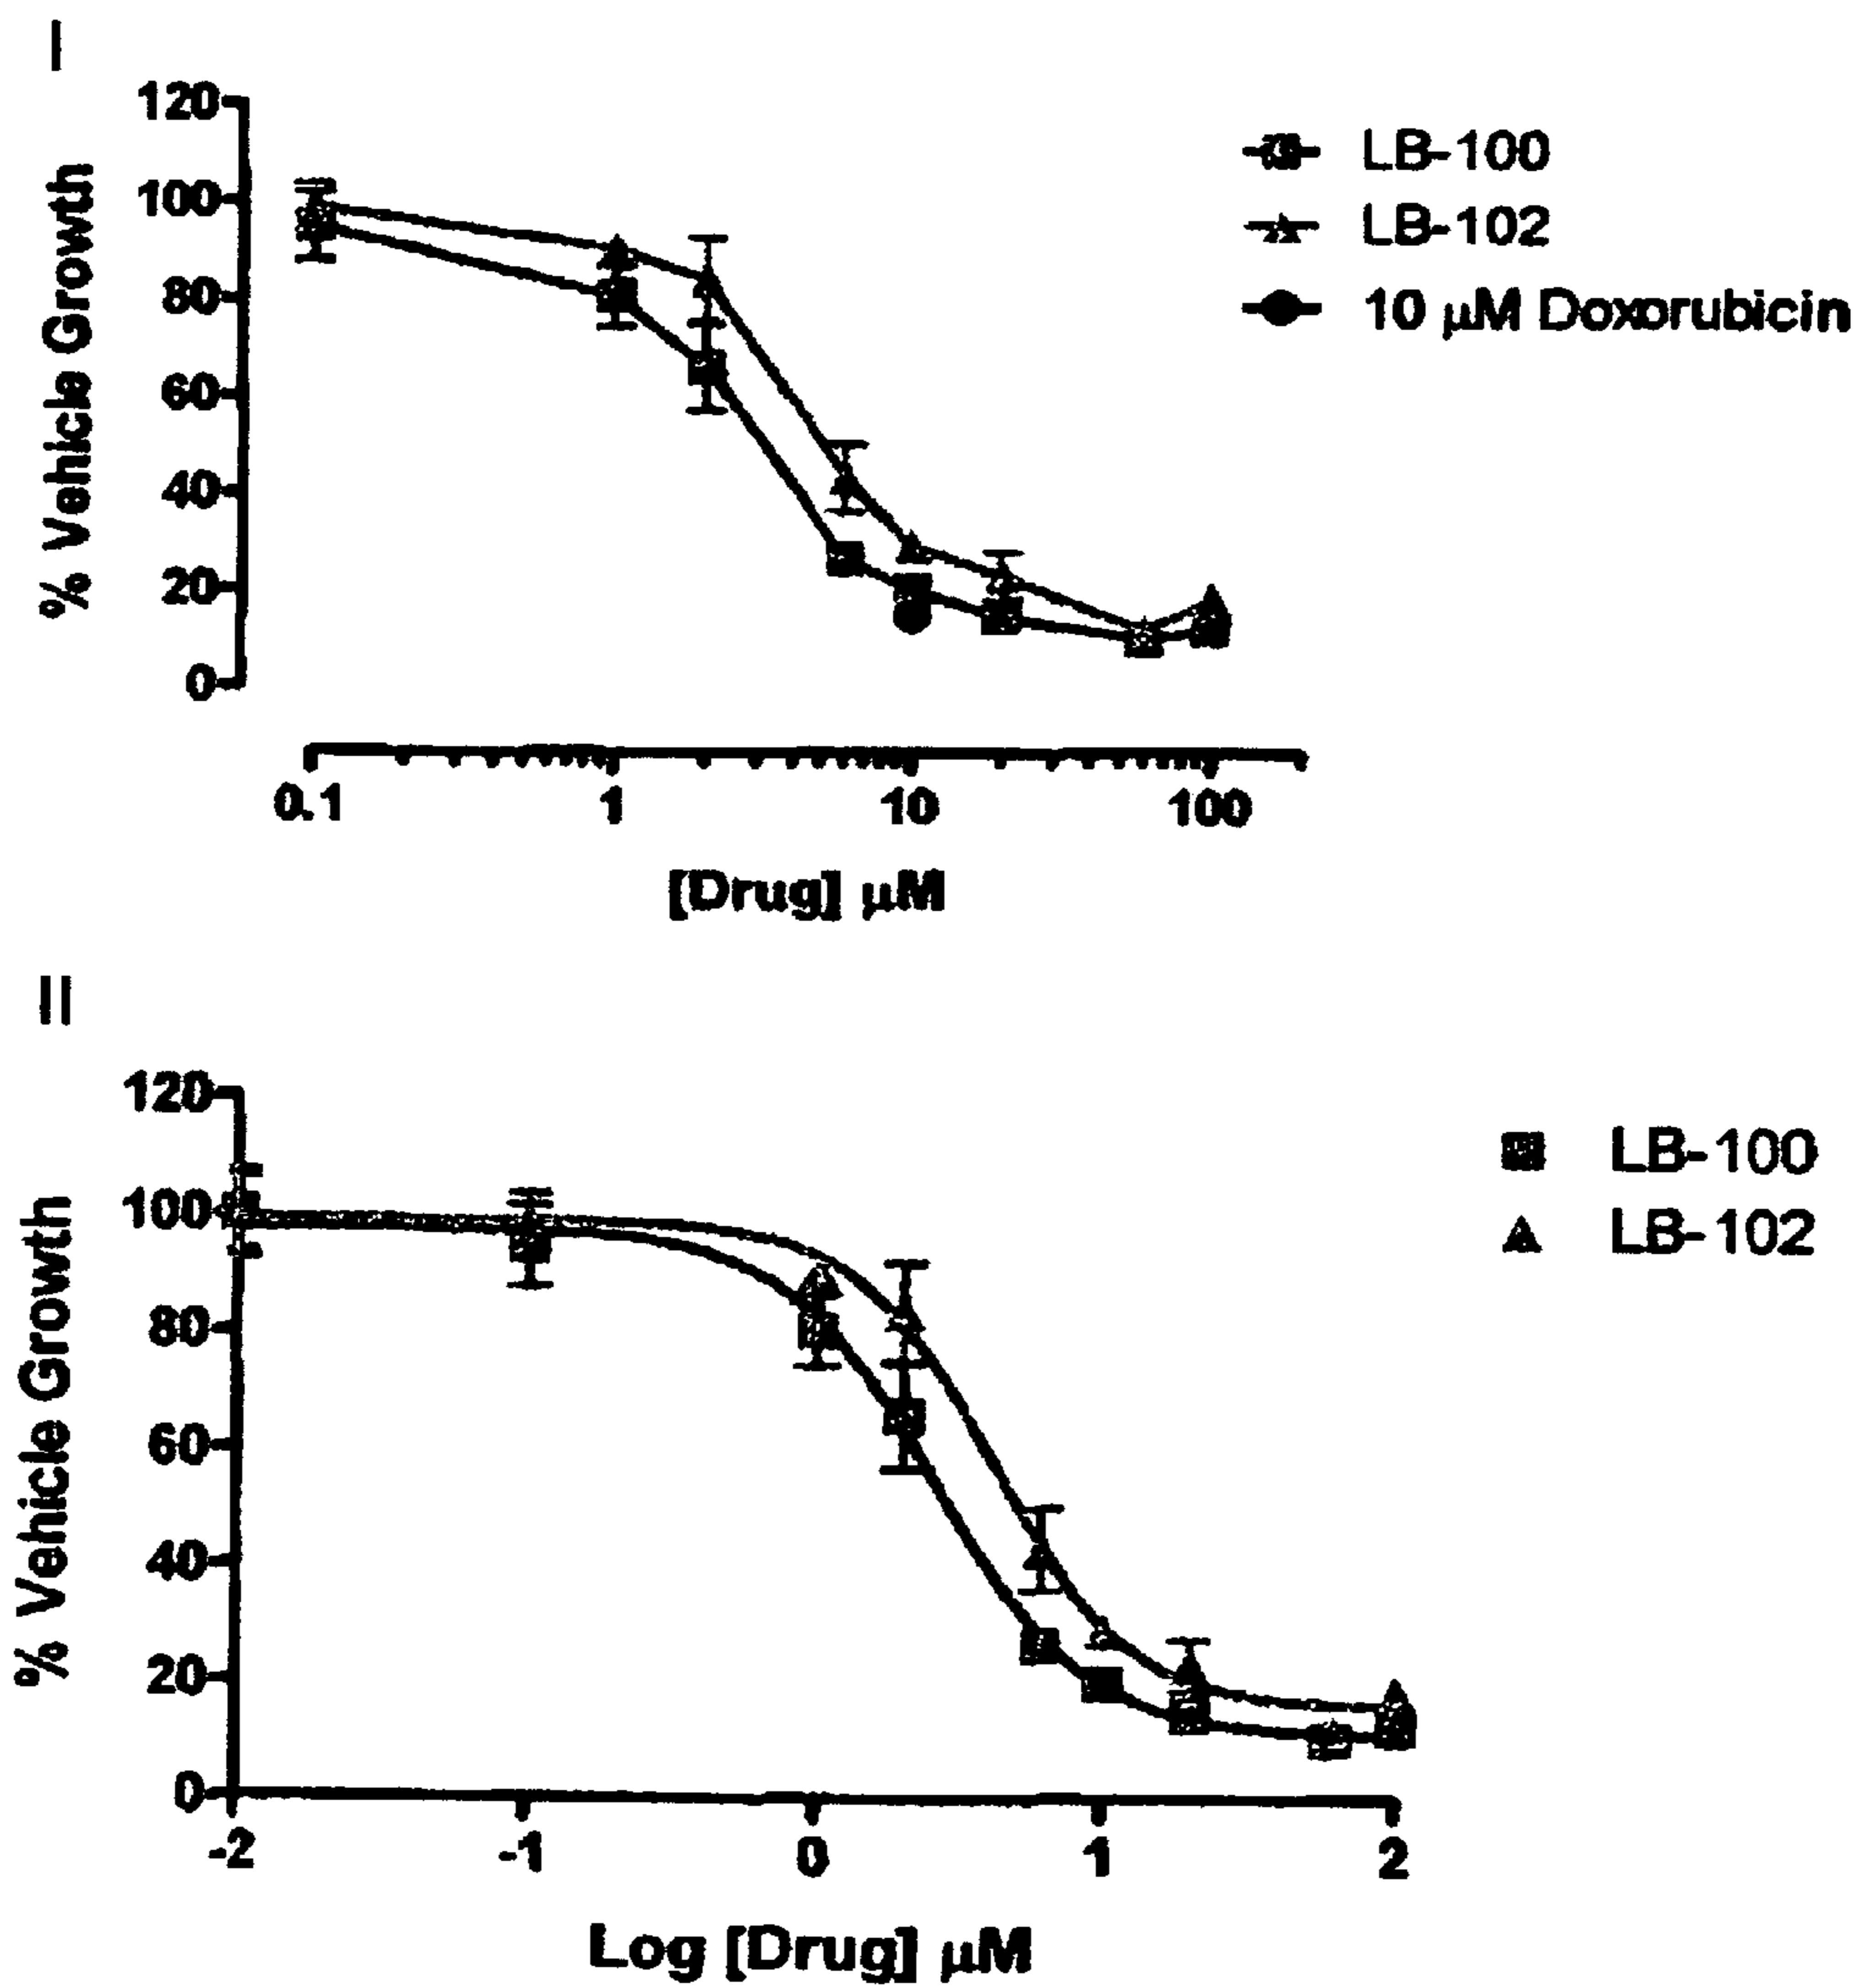 I
120
100
80
60
40
20
0
% Vehicle Growth
0.1
1
10
100
[Drug] µM
LB-100
LB-102
10 µM Doxorubicin
II
120
100
80
60
40
20
0
% Vehicle Growth
-2
-1
0
1
2
Log [Drug] µM
LB-100
LB-102